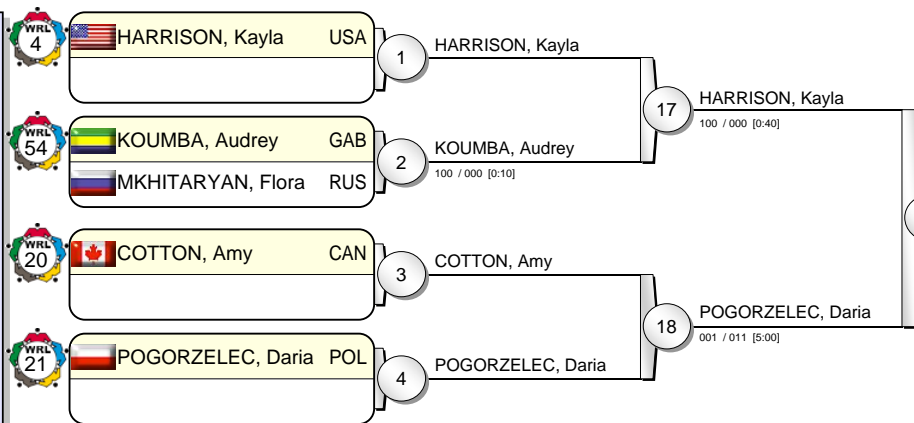 WRL
4
HARRISON, Kayla USA
1
HARRISON, Kayla
17
HARRISON, Kayla
100 / 000 [0:40]
WRL
54
KOUMBA, Audrey GAB
MKHITARYAN, Flora RUS
2
KOUMBA, Audrey
100 / 000 [0:10]
WRL
20
COTTON, Amy CAN
3
COTTON, Amy
18
POGORZELEC, Daria
001 / 011 [5:00]
WRL
21
POGORZELEC, Daria POL
4
POGORZELEC, Daria